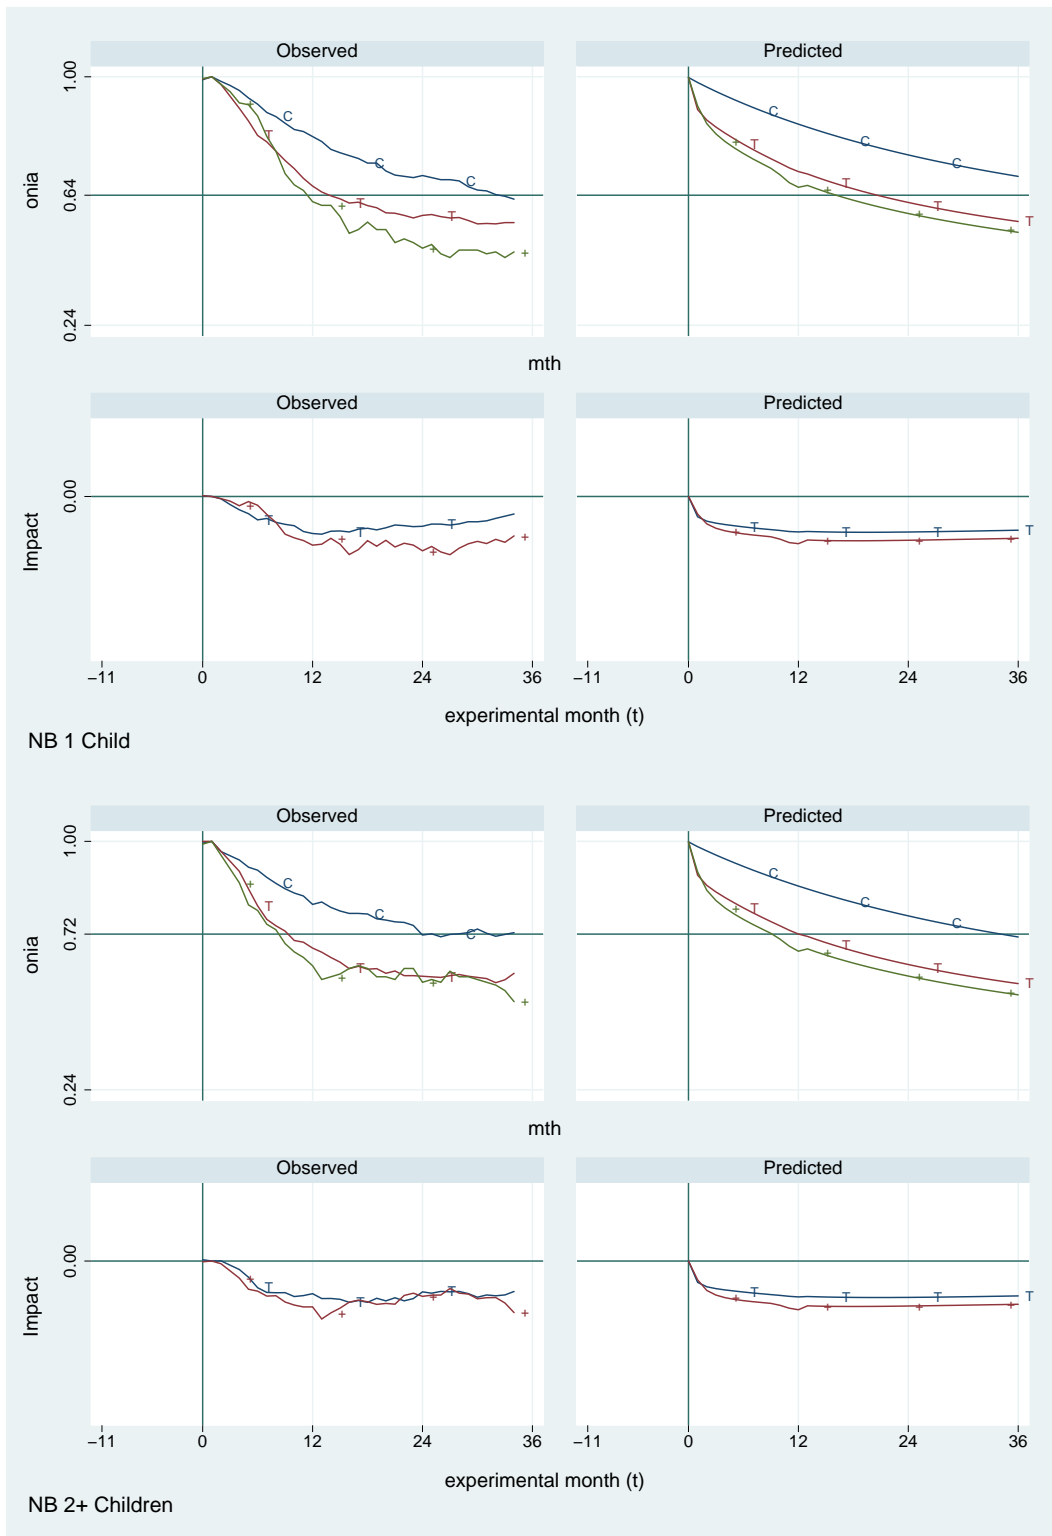 Observed Predicted
1.00
0.64
0.24
onia
C C C
T T T
+ + + +
C C C
T T T T
+ + + +
mth
Observed Predicted
0.00
Impact
T T T
+ + + +
T T T T
+ + + +
−11 0 12 24 36 −11 0 12 24 36
experimental month (t)
NB 1 Child
Observed Predicted
1.00
0.72
0.24
onia
C C C
T T T
+ + + +
C C C
T T T T
+ + + +
mth
Observed Predicted
0.00
Impact
T T T
+ + + +
T T T T
+ + + +
−11 0 12 24 36 −11 0 12 24 36
experimental month (t)
NB 2+ Children